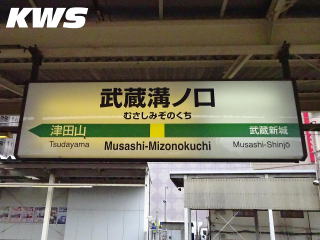 KWS
武蔵溝ノ口
むさしみぞのくち
津田山
Tsudayama
Musashi-Mizonokuchi
武蔵新城
Musashi-Shinjō